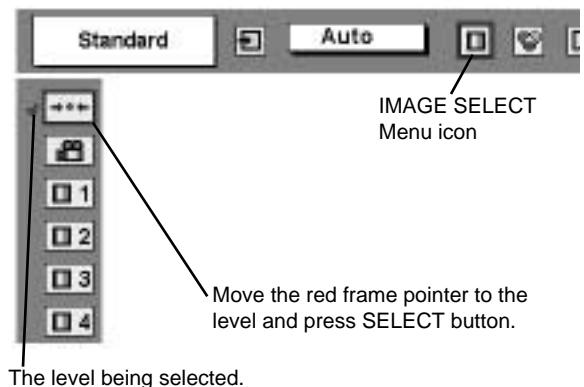 Standard
Auto
IMAGE SELECT
Menu icon
1
2
3
4
Move the red frame pointer to the
level and press SELECT button.
The level being selected.